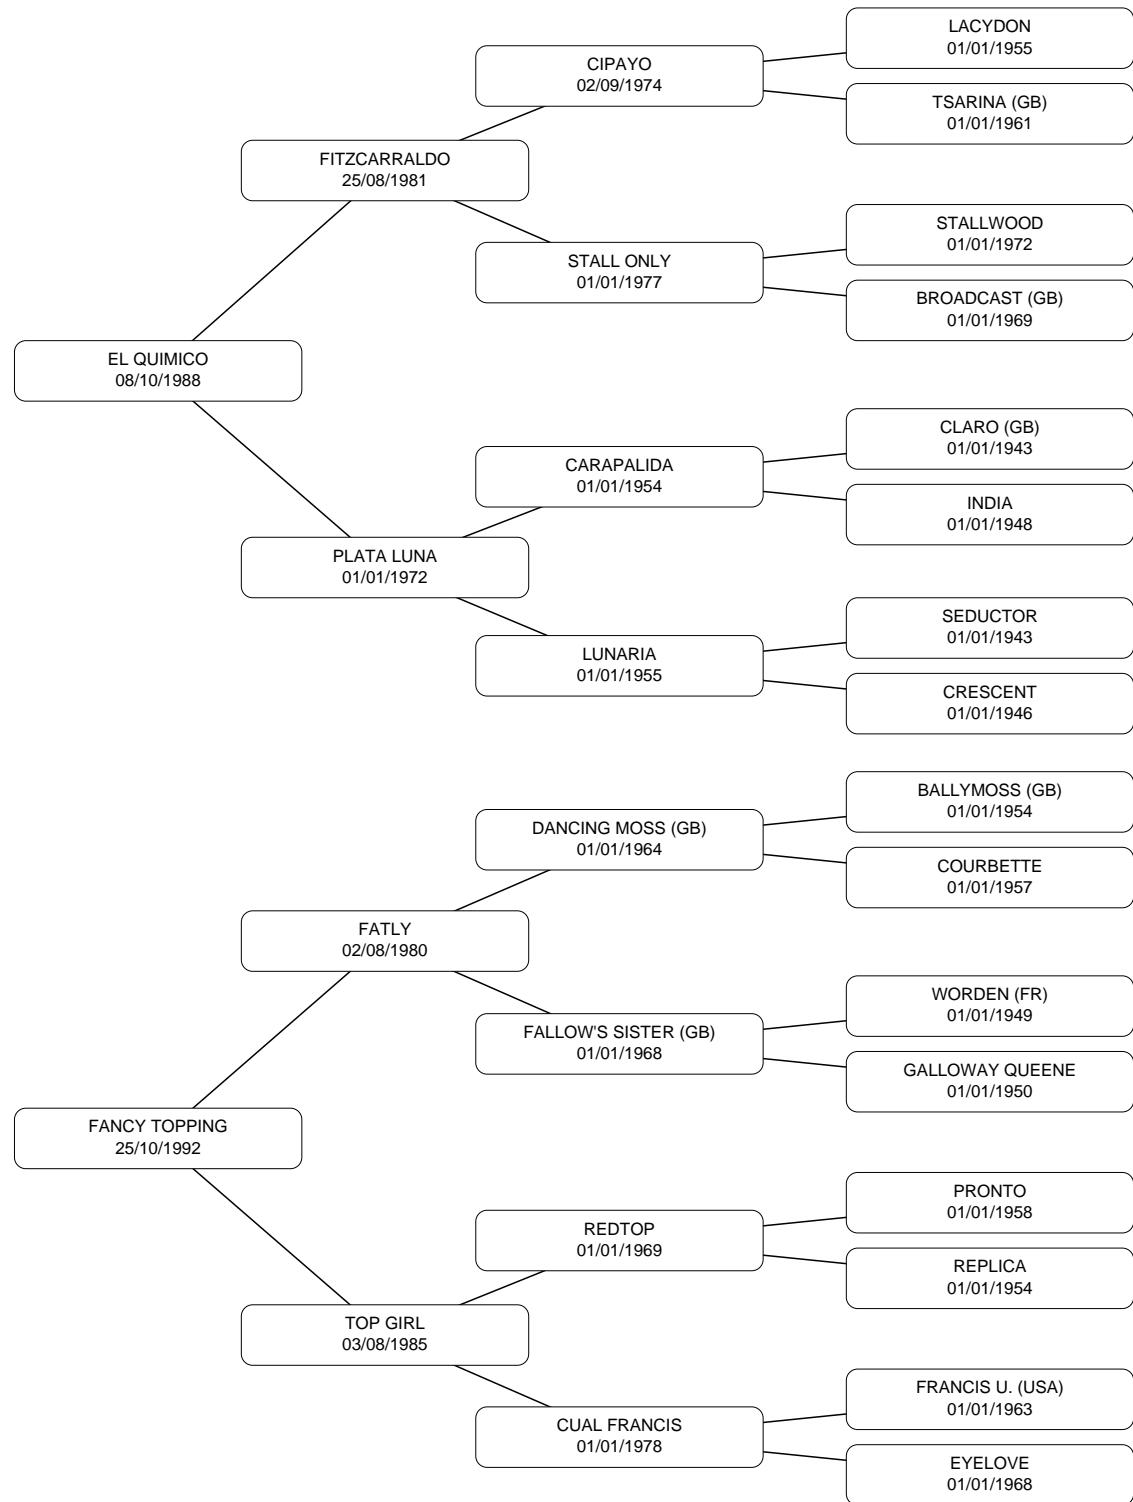 LACYDON
01/01/1955
CIPAYO
02/09/1974
TSARINA (GB)
01/01/1961
FITZCARRALDO
25/08/1981
STALLWOOD
01/01/1972
STALL ONLY
01/01/1977
BROADCAST (GB)
01/01/1969
EL QUIMICO
08/10/1988
CLARO (GB)
01/01/1943
CARAPALIDA
01/01/1954
INDIA
01/01/1948
PLATA LUNA
01/01/1972
SEDUCTOR
01/01/1943
LUNARIA
01/01/1955
CRESCENT
01/01/1946
BALLYMOSS (GB)
01/01/1954
DANCING MOSS (GB)
01/01/1964
COURBETTE
01/01/1957
FATLY
02/08/1980
WORDEN (FR)
01/01/1949
FALLOW'S SISTER (GB)
01/01/1968
GALLOWAY QUEENE
01/01/1950
FANCY TOPPING
25/10/1992
PRONTO
01/01/1958
REDTOP
01/01/1969
REPLICA
01/01/1954
TOP GIRL
03/08/1985
FRANCIS U. (USA)
01/01/1963
CUAL FRANCIS
01/01/1978
EYELOVE
01/01/1968